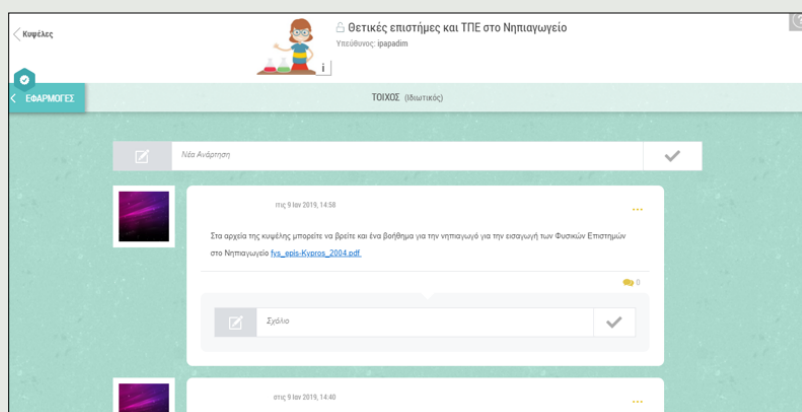 Κυψέλες
Θετικές επιστήμες και ΤΠΕ στο Νηπιαγωγείο
Υπεύθυνος: ipapadim
i
ΕΦΑΡΜΟΓΕΣ
ΤΟΙΧΟΣ (Ιδιωτικός)
Νέα Ανάρτηση
στις 9 Ιαν 2019, 14:58
Στα αρχεία της κυψέλης μπορείτε να βρείτε και ένα βοήθημα για την νηπιαγωγό για την εισαγωγή των Φυσικών Επιστημών
στο Νηπιαγωγείο fys_epis-Kypros_2004.pdf
0
Σχόλιο
στις 9 Ιαν 2019, 14:40